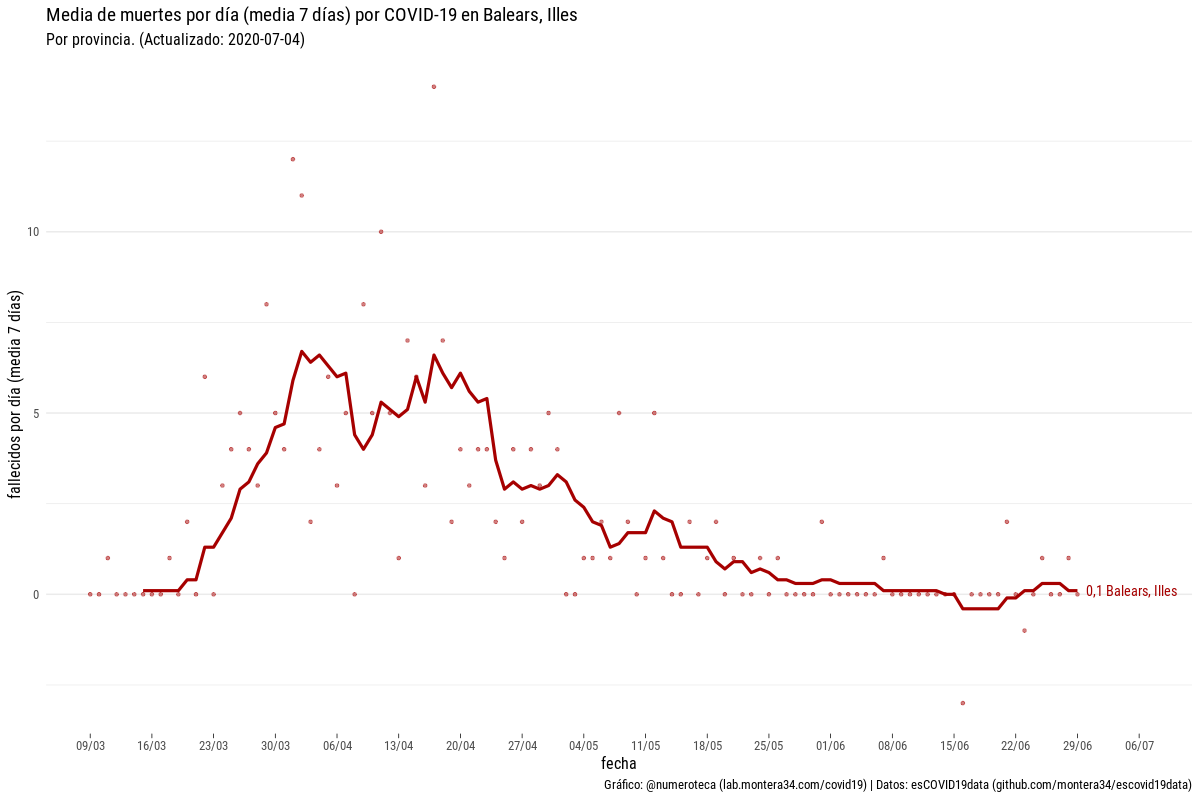 Media de muertes por día (media 7 días) por COVID-19 en Balears, Illes
Por provincia. (Actualizado: 2020-07-04)
fallecidos por día (media 7 días)
10
5
0
0,1 Balears, Illes
09/03 16/03 23/03 30/03 06/04 13/04 20/04 27/04 04/05 11/05 18/05 25/05 01/06 08/06 15/06 22/06 29/06 06/07
fecha
Gráfico: @numeroteca (lab.montera34.com/covid19) | Datos: esCOVID19data (github.com/montera34/escovid19data)